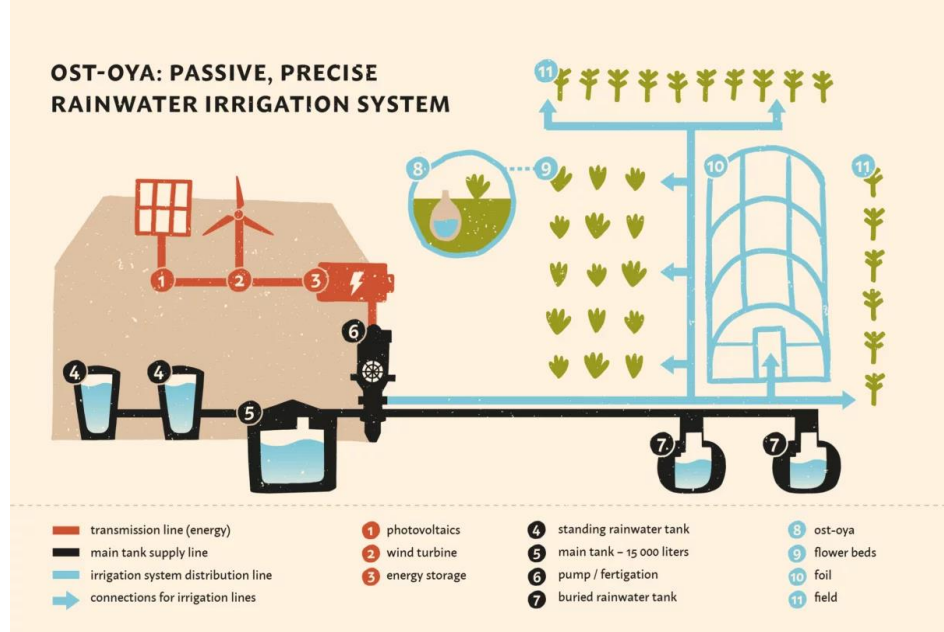 OST-OYA: PASSIVE, PRECISE
RAINWATER IRRIGATION SYSTEM
11
8
9
10
11
1
2
3
6
4
4
5
7
7
transmission line (energy)
main tank supply line
irrigation system distribution line
connections for irrigation lines
1 photovoltaics
2 wind turbine
3 energy storage
4 standing rainwater tank
5 main tank – 15 000 liters
6 pump / fertigation
7 buried rainwater tank
8 ost-oya
9 flower beds
10 foil
11 field